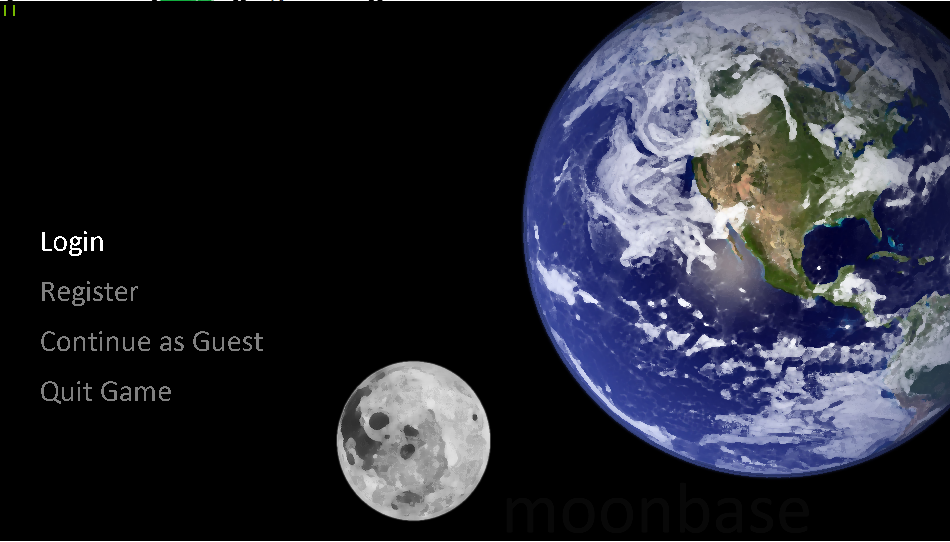 Login
Register
Continue as Guest
Quit Game
moonbase